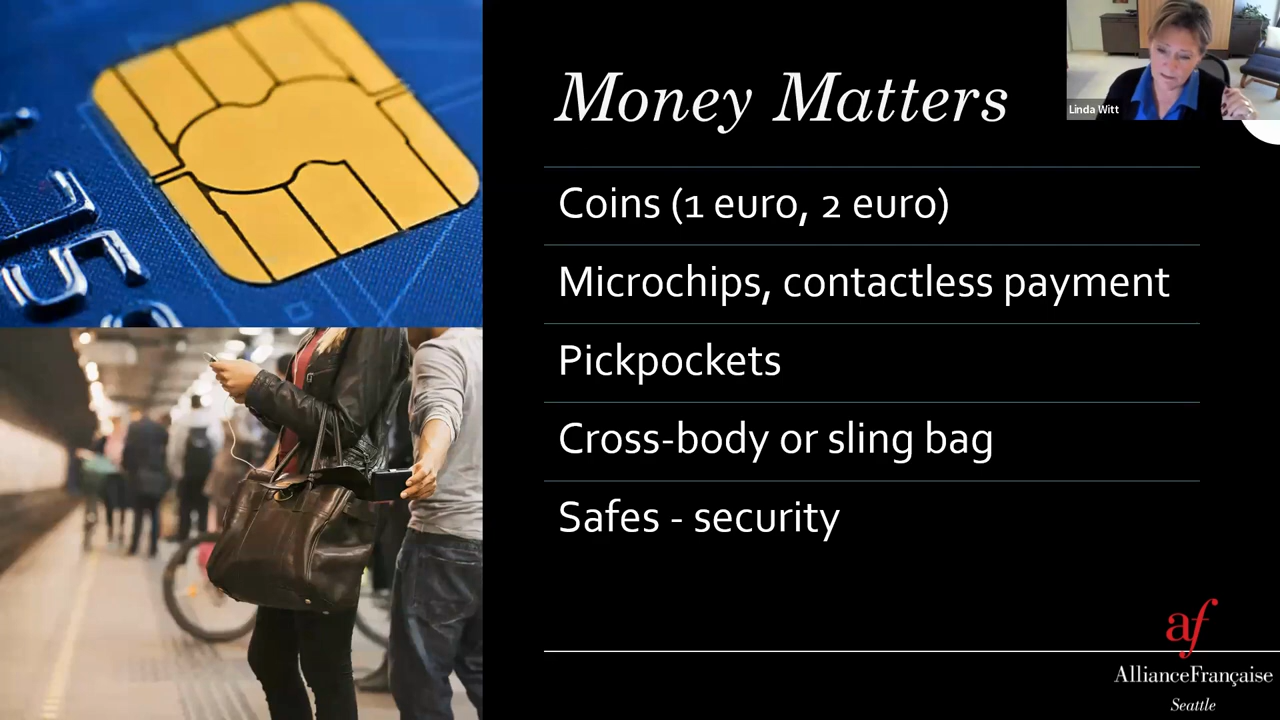 Money Matters
Linda Witt
Coins (1 euro, 2 euro)
Microchips, contactless payment
Pickpockets
Cross-body or sling bag
Safes - security
af
AllianceFrançaise
Seattle